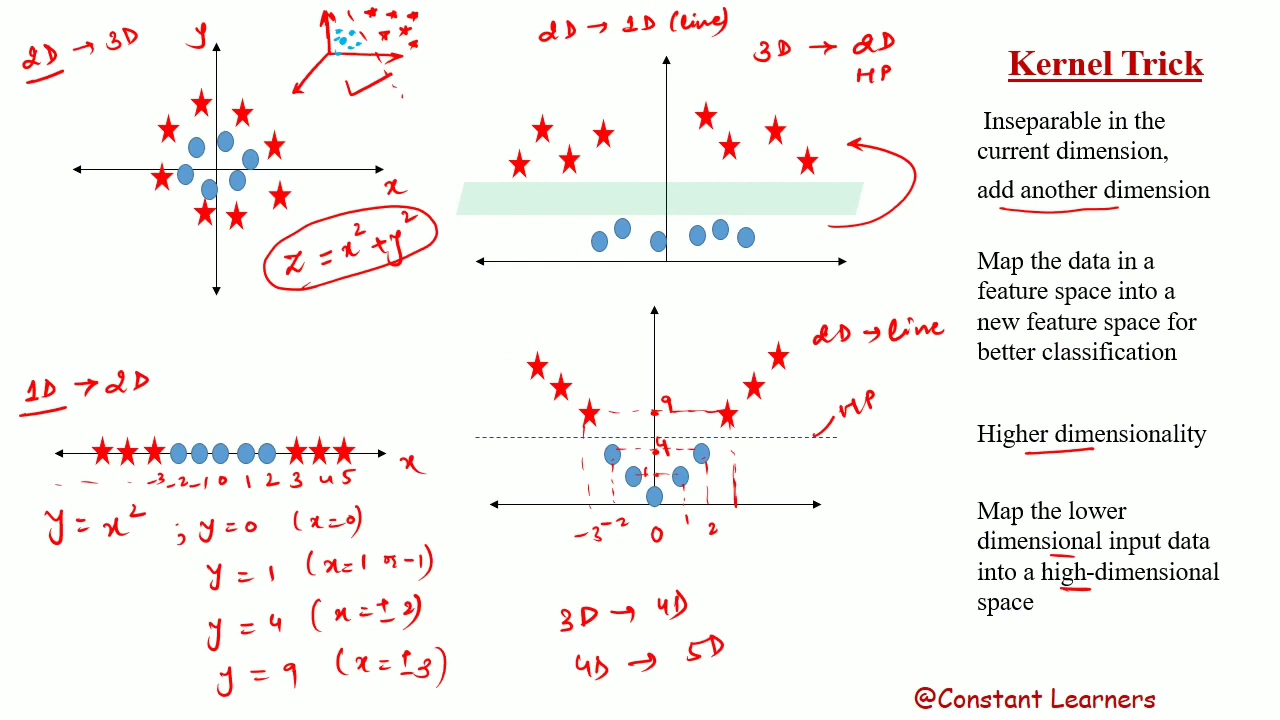 2D → 3D
y
x
z = x² + y²
2D → 1D (line)
3D → 2D
HP
1D → 2D
x
-3 -2 -1 0 1 2 3 4 5
y = x² ; y = 0 (x=0)
y = 1 (x=1 or -1)
y = 4 (x=± 2)
y = 9 (x=±3)
2D → line
HP
9
4
1
-3 -2 0 1 2
3D → 4D
4D → 5D
Kernel Trick
Inseparable in the
current dimension,
add another dimension
Map the data in a
feature space into a
new feature space for
better classification
Higher dimensionality
Map the lower
dimensional input data
into a high-dimensional
space
@Constant Learners